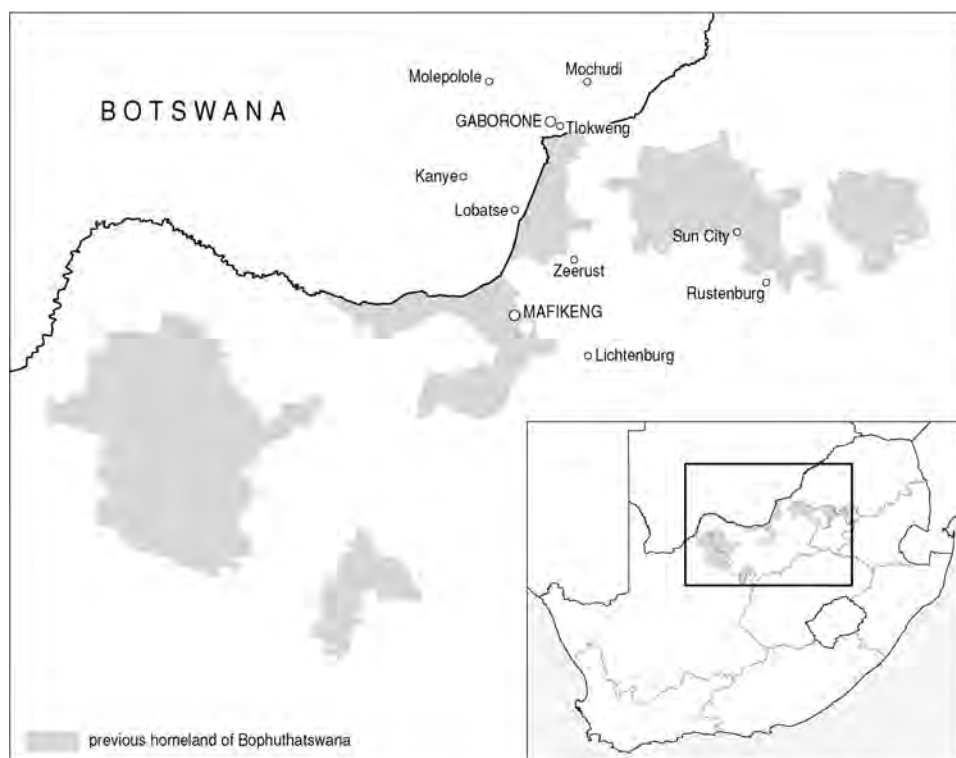 Molepolole
Mochudi
BOTSWANA
GABORONE
Tlokweng
Kanye
Lobatse
Sun City
Zeerust
Rustenburg
MAFIKENG
Lichtenburg
previous homeland of Bophuthatswana